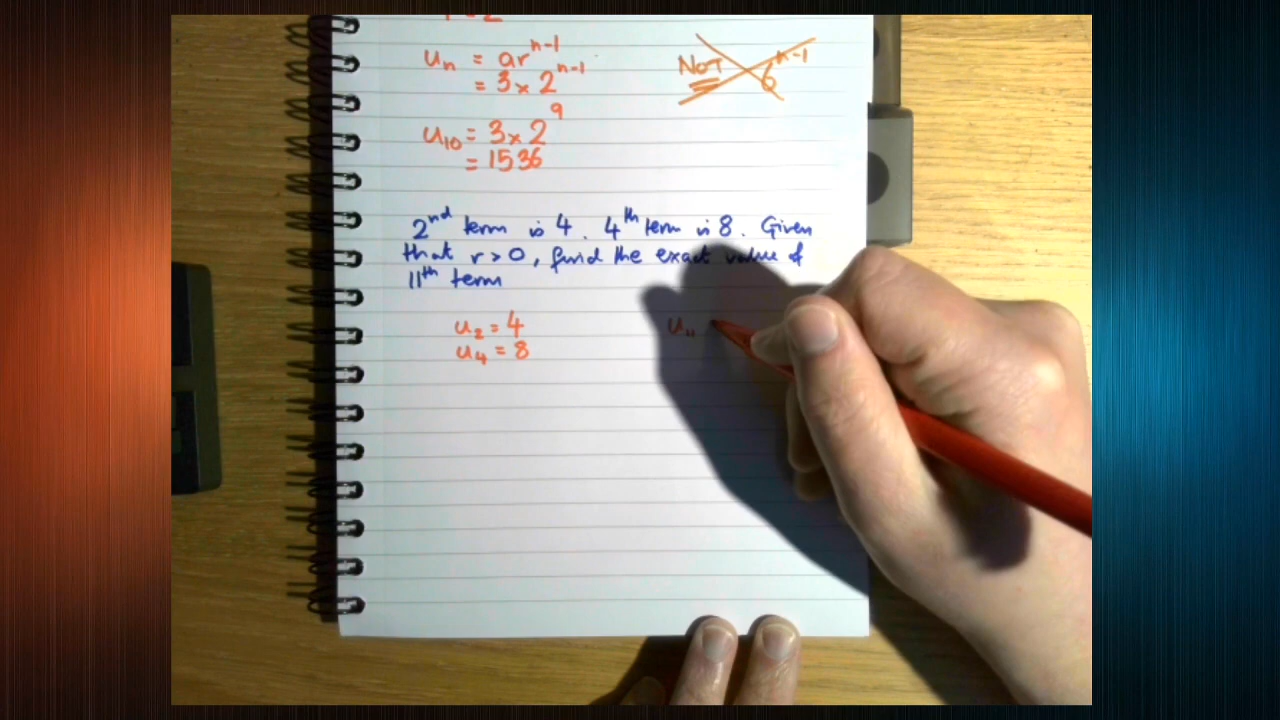 uₙ = arⁿ⁻¹
= 3 × 2ⁿ⁻¹
NOT 6ⁿ⁻¹
u₁₀ = 3 × 2⁹
= 1536
2ⁿᵈ term is 4. 4ᵗʰ term is 8. Given
that r > 0, find the exact value of
11ᵗʰ term
u₂ = 4
u₄ = 8
u₁₁